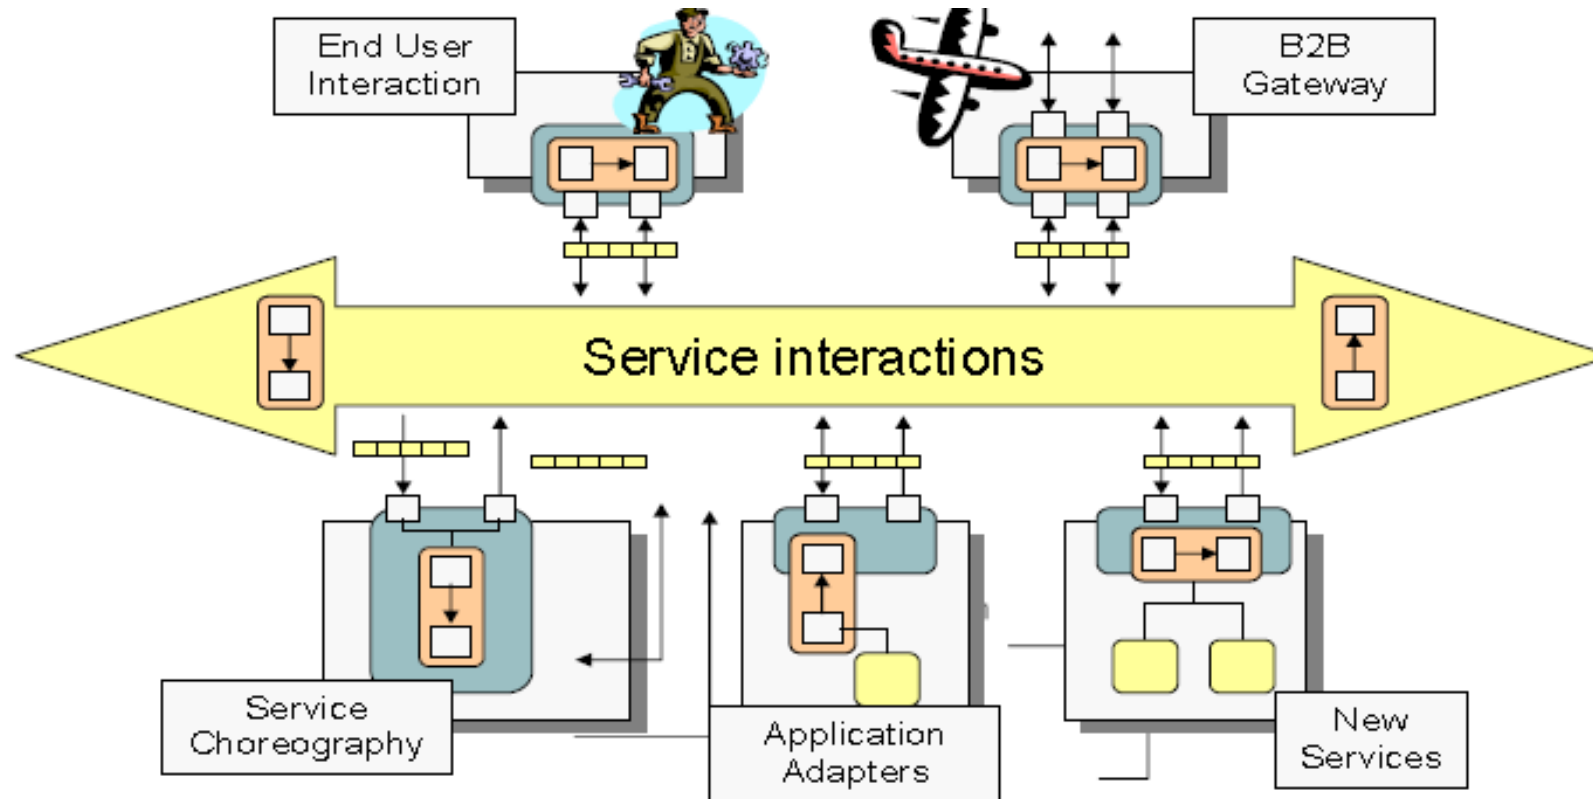 End User
Interaction
B2B
Gateway
Service interactions
Service
Choreography
Application
Adapters
New
Services